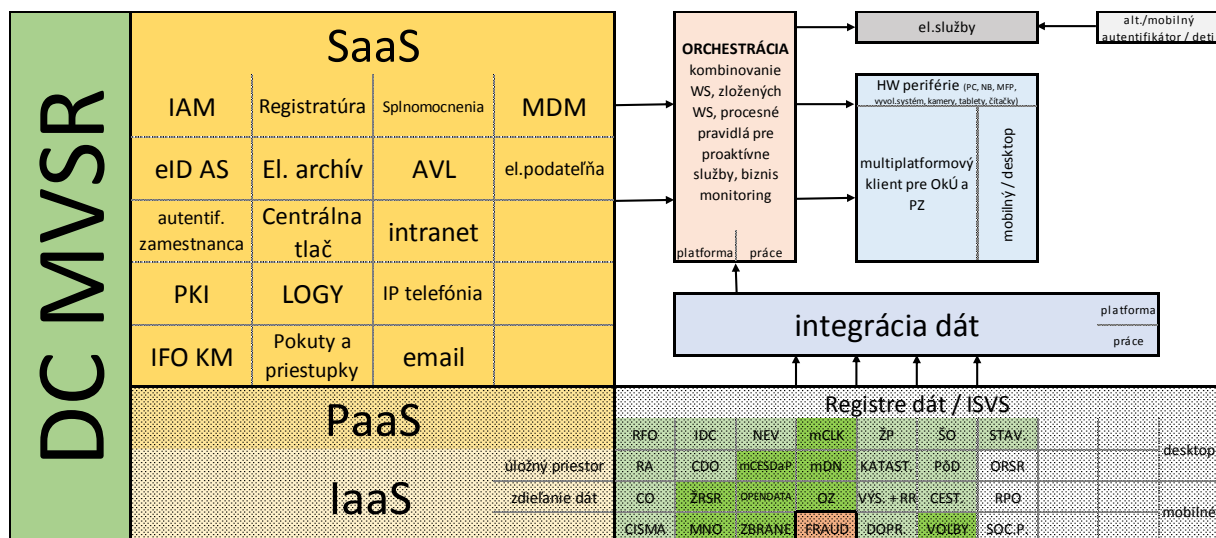 DC MVSR
SaaS
IAM
Registratúra
Splnomocnenia
MDM
eID AS
El. archív
AVL
el.podateľňa
autentif.
zamestnanca
Centrálna
tlač
intranet
PKI
LOGY
IP telefónia
IFO KM
Pokuty a
priestupky
email
PaaS
IaaS
úložný priestor
zdieľanie dát
ORCHESTRÁCIA
kombinovanie
WS, zložených
WS, procesné
pravidlá pre
proaktívne
služby, biznis
monitoring
platforma
práce
el.služby
alt./mobilný
autentifikátor / deti
HW periférie (PC, NB, MFP,
vyvol.systém, kamery, tablety, čítačky)
multiplatformový
klient pre OkÚ a
PZ
mobilný / desktop
integrácia dát
platforma
práce
Registre dát / ISVS
RFO IDC NEV mCLK ŽP ŠO STAV.
desktop
RA CDO mCESDaP mDN KATAST. PôD ORSR
CO ŽRSR OPENDATA OZ VÝS. + RR CEST. RPO
mobilné
CISMA MNO ZBRANE FRAUD DOPR. VOĽBY SOC.P.